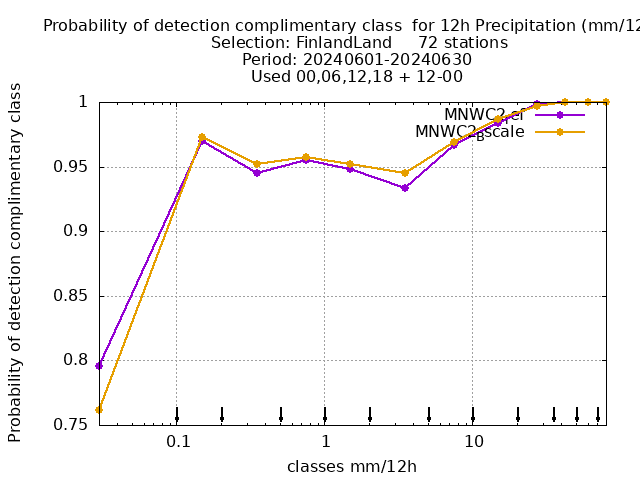 Probability of detection complimentary class  for 12h Precipitation (mm/12
Selection: FinlandLand     72 stations
Period: 20240601-20240630
Used 00,06,12,18 + 12-00
Probability of detection complimentary class
1
0.95
0.9
0.85
0.8
0.75
MNWC2ref
MNWC2Bscale
0.1
1
10
classes mm/12h